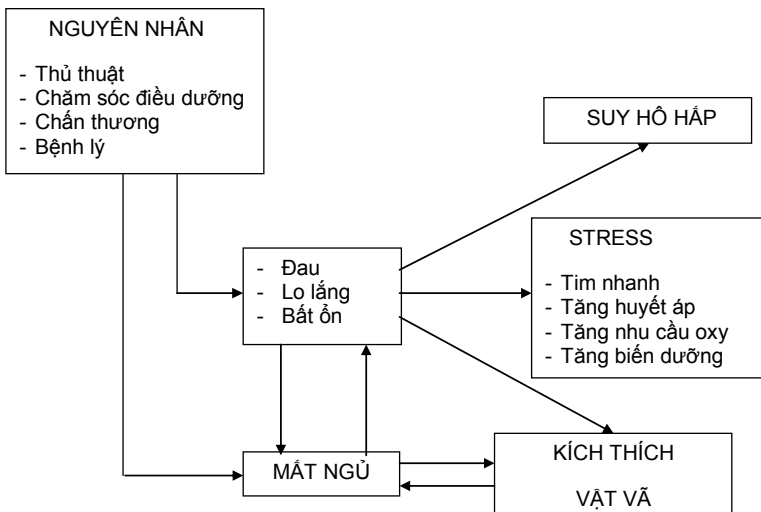 NGUYÊN NHÂN
- Thủ thuật
- Chăm sóc điều dưỡng
- Chấn thương
- Bệnh lý
SUY HÔ HẤP
- Đau
- Lo lắng
- Bất ổn
STRESS
- Tim nhanh
- Tăng huyết áp
- Tăng nhu cầu oxy
- Tăng biến dưỡng
MẤT NGỦ
KÍCH THÍCH
VẬT VÃ